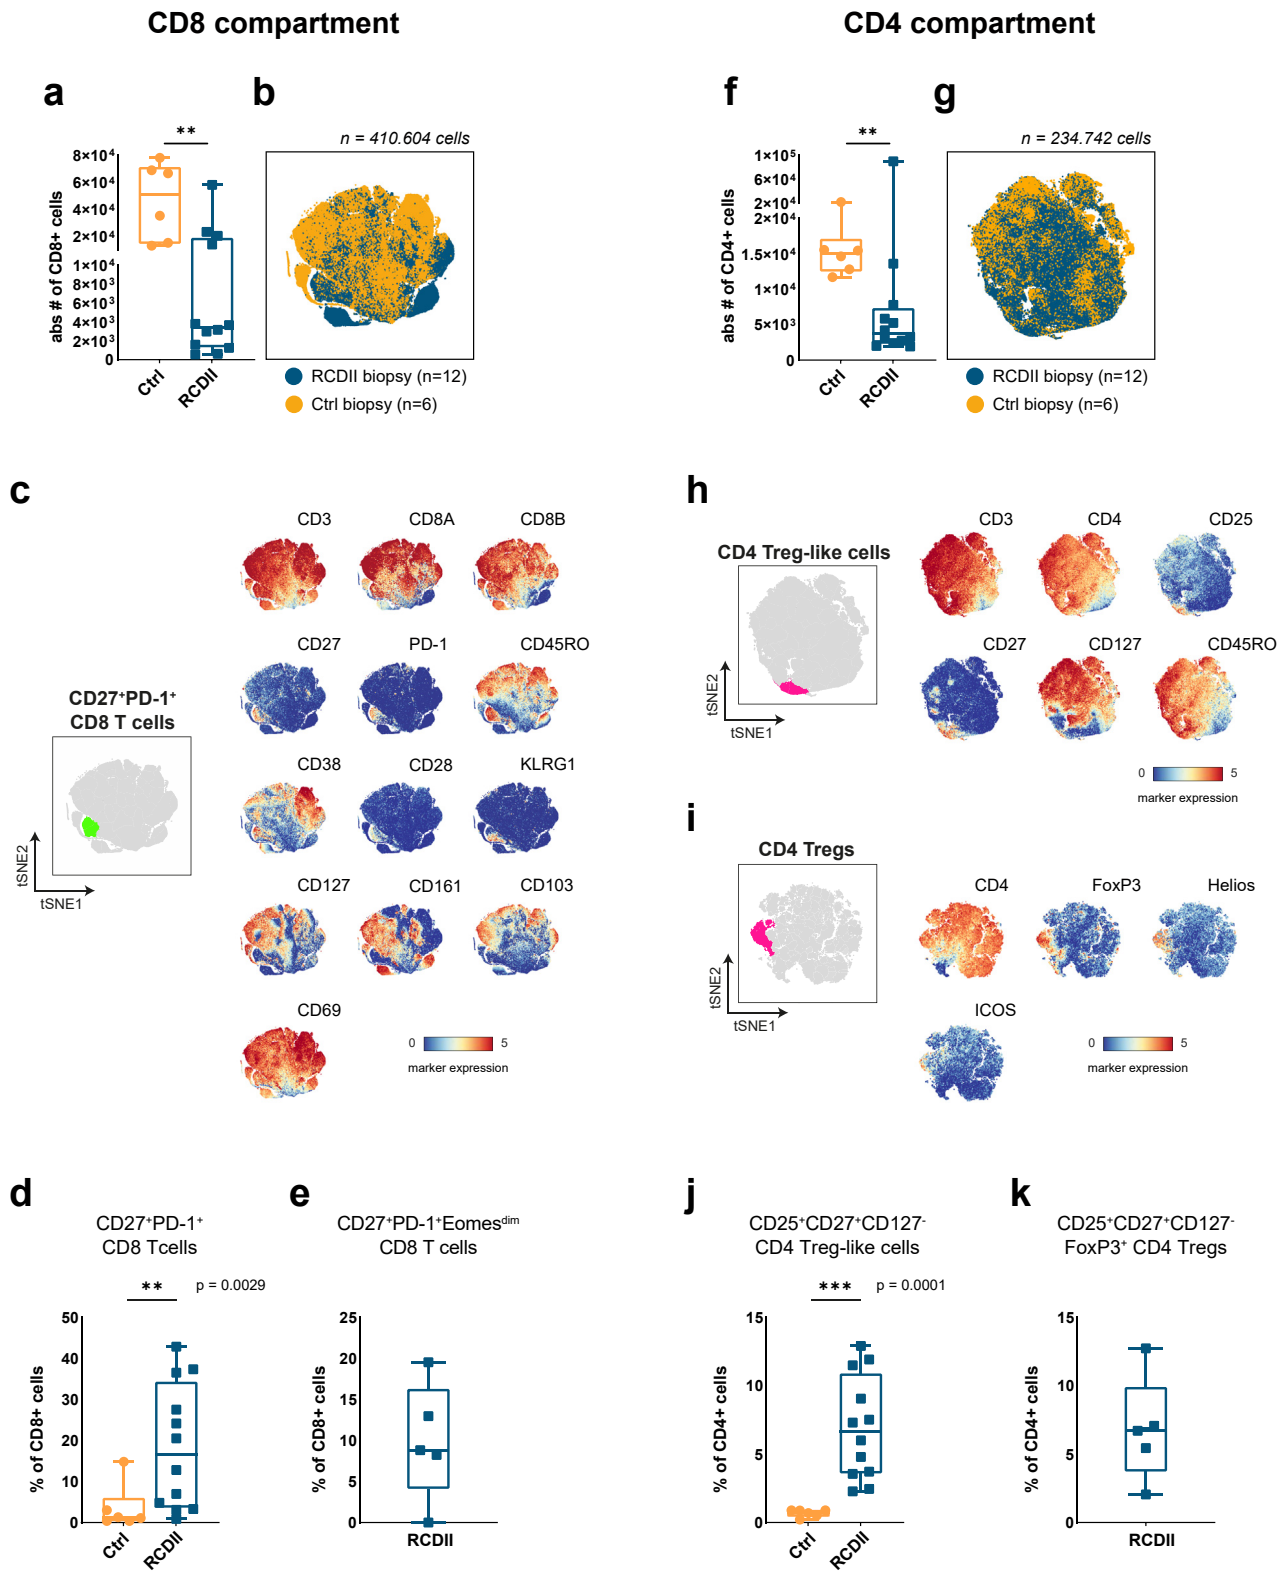 CD8 compartment
CD4 compartment
a
b
f
g
**
n = 410.604 cells
8×10⁴
6×10⁴
4×10⁴
2×10⁴
1×10⁴
8×10³
6×10³
4×10³
2×10³
0
abs # of CD8+ cells
Ctrl
RCDII
RCDII biopsy (n=12)
Ctrl biopsy (n=6)
**
n = 234.742 cells
1×10⁵
6×10⁴
2×10⁴
2×10⁴
1.5×10⁴
1×10⁴
5×10³
0
abs # of CD4+ cells
Ctrl
RCDII
RCDII biopsy (n=12)
Ctrl biopsy (n=6)
c
CD27⁺PD-1⁺
CD8 T cells
tSNE2
tSNE1
CD3
CD8A
CD8B
CD27
PD-1
CD45RO
CD38
CD28
KLRG1
CD127
CD161
CD103
CD69
0
5
marker expression
h
CD4 Treg-like cells
tSNE2
tSNE1
CD3
CD4
CD25
CD27
CD127
CD45RO
0
5
marker expression
i
CD4 Tregs
tSNE2
tSNE1
CD4
FoxP3
Helios
ICOS
0
5
marker expression
d
CD27⁺PD-1⁺
CD8 Tcells
**
p = 0.0029
50
40
30
20
10
0
% of CD8+ cells
Ctrl
RCDII
e
CD27⁺PD-1⁺Eomesᵈⁱᵐ
CD8 T cells
25
20
15
10
5
0
% of CD8+ cells
RCDII
j
CD25⁺CD27⁺CD127⁻
CD4 Treg-like cells
***
p = 0.0001
15
10
5
0
% of CD4+ cells
Ctrl
RCDII
k
CD25⁺CD27⁺CD127⁻
FoxP3⁺ CD4 Tregs
15
10
5
0
% of CD4+ cells
RCDII